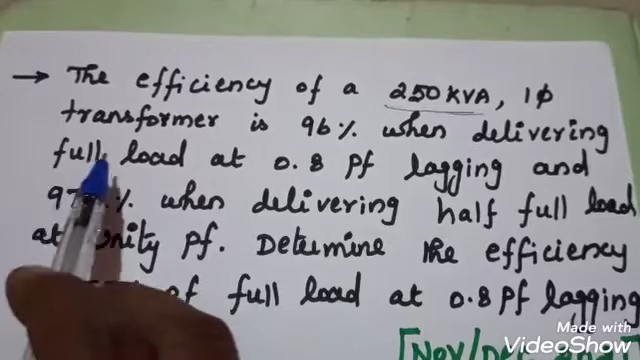 → The efficiency of a 250 KVA, 1ϕ
transformer is 96% when delivering
full load at 0.8 Pf lagging and
% when delivering half full load
at unity Pf. Determine the efficiency
of full load at 0.8 Pf lagging
[Nov/
Made with
VideoShow